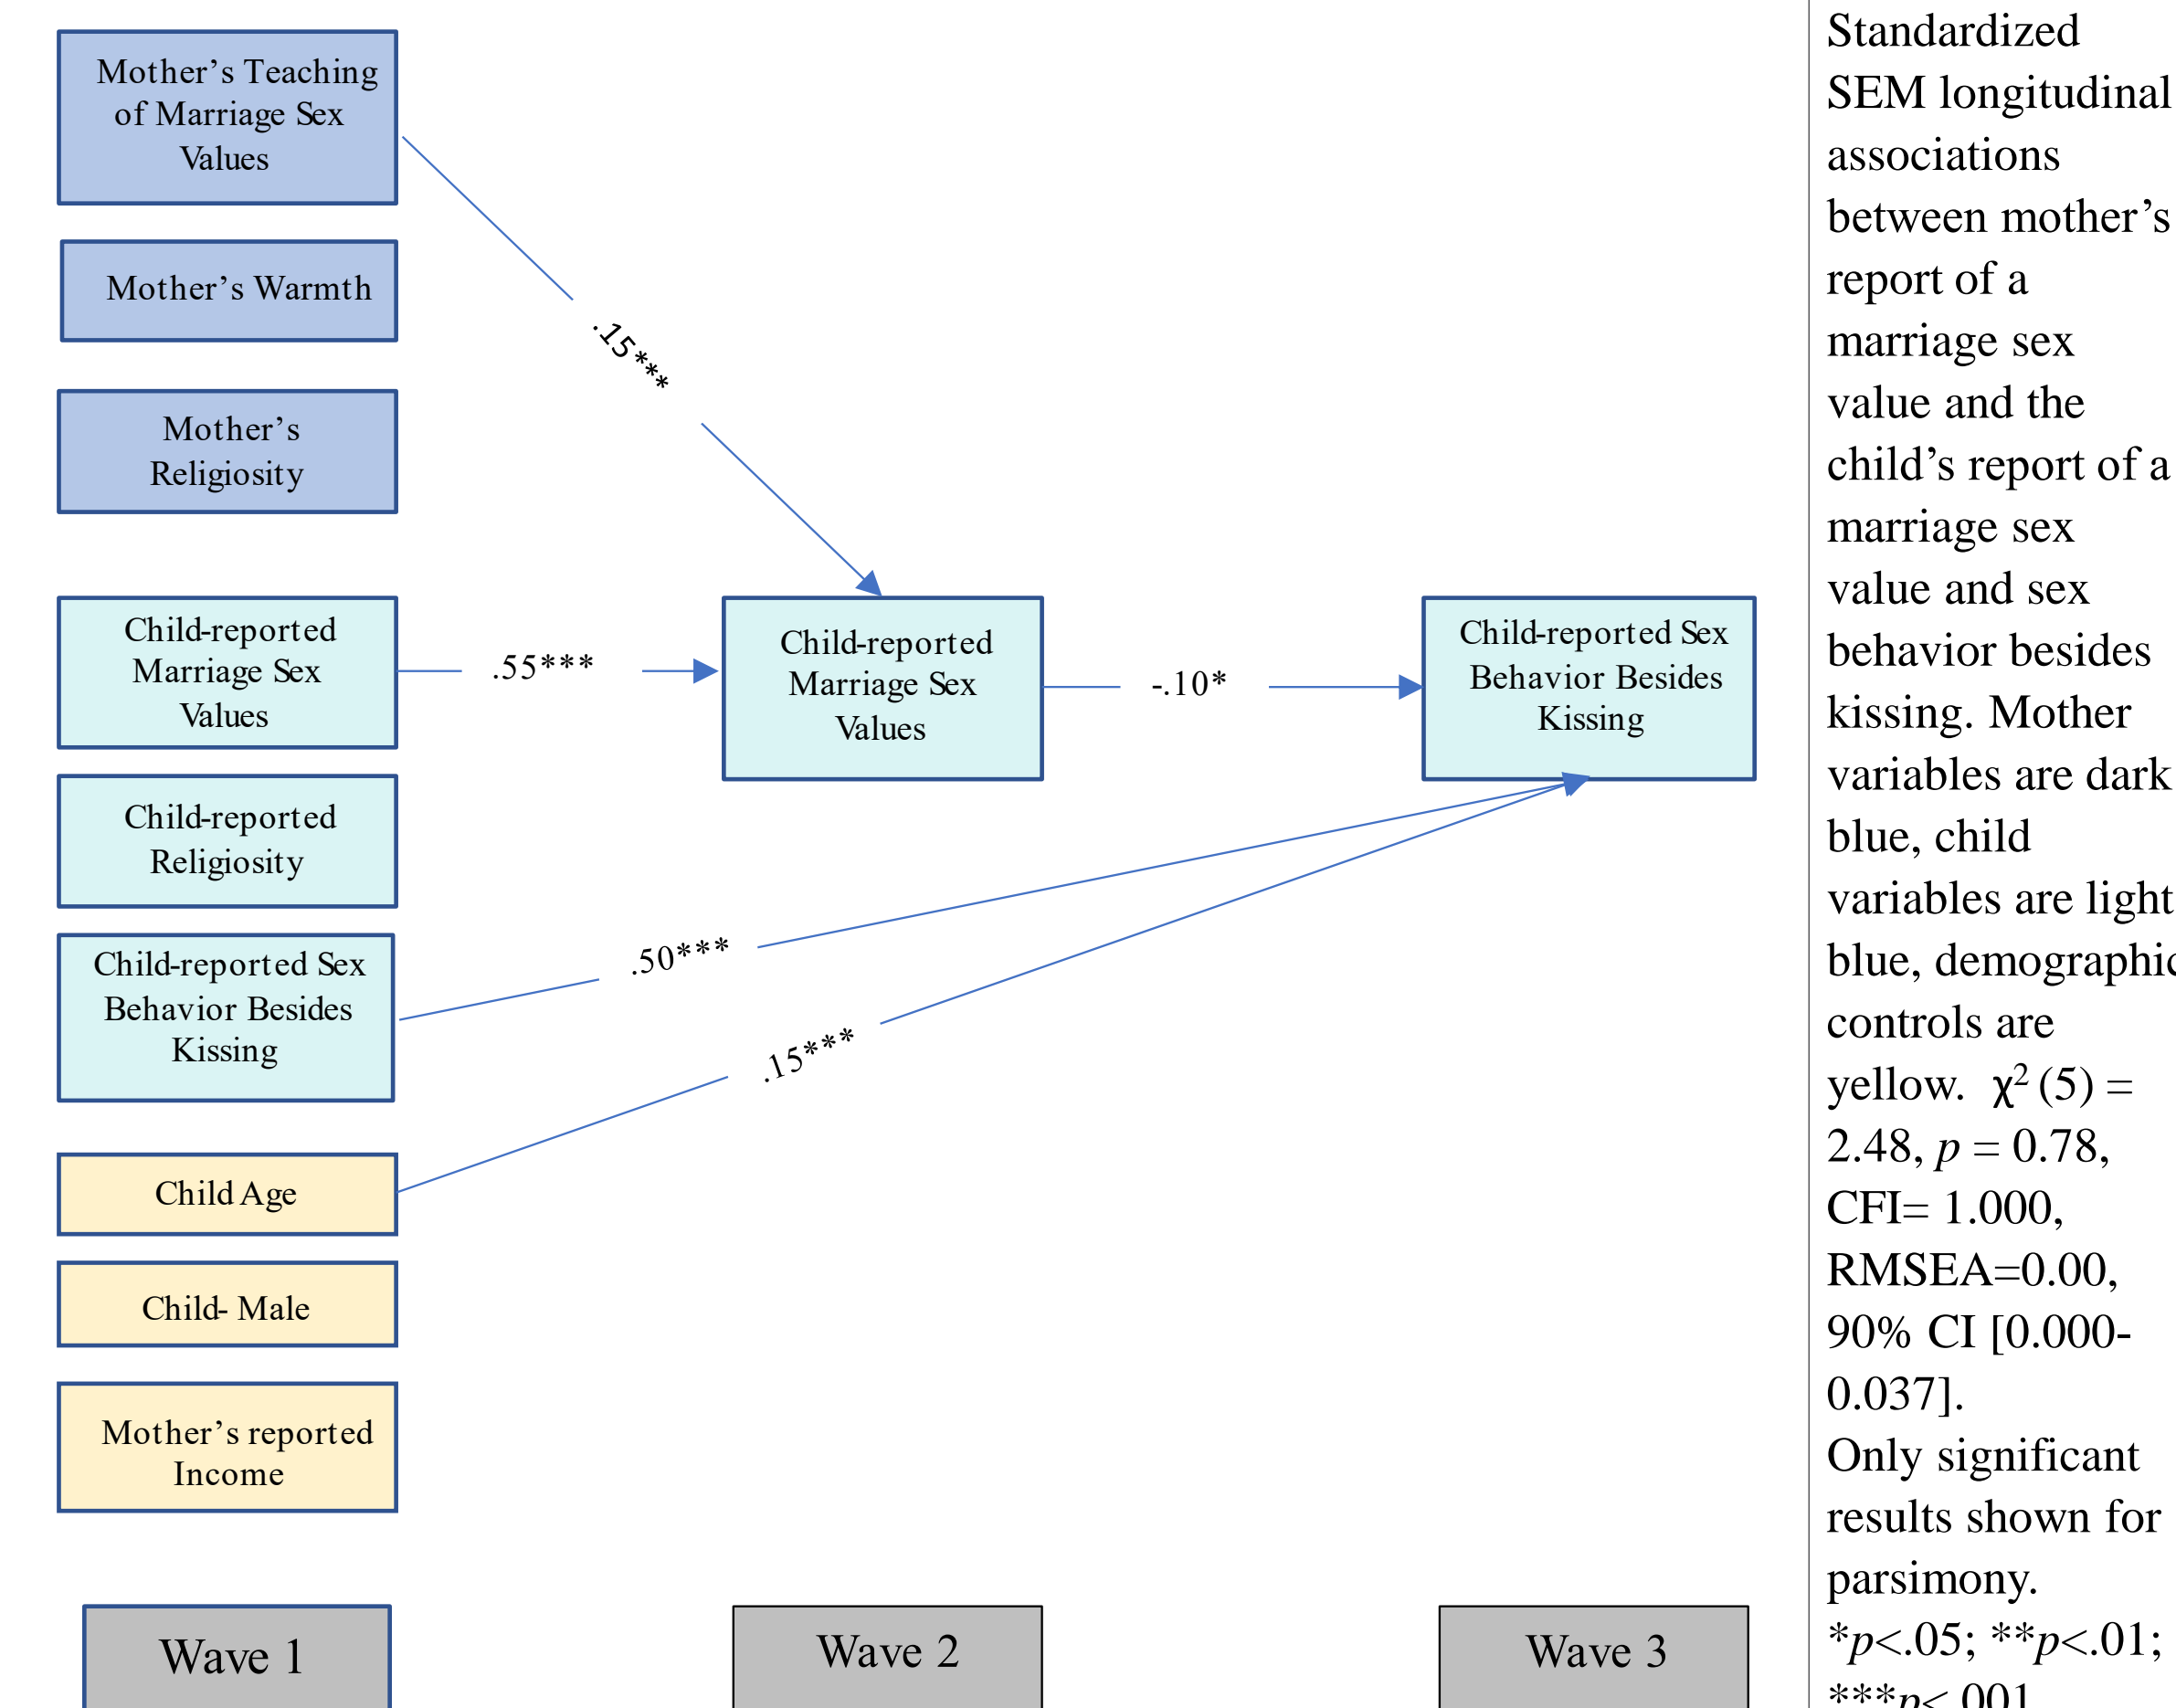 Mother’s Teaching
of Marriage Sex
Values
Mother’s Warmth
Mother’s
Religiosity
Child-reported
Marriage Sex
Values
Child-reported
Religiosity
Child-reported Sex
Behavior Besides
Kissing
Child Age
Child- Male
Mother’s reported
Income
.15***
.55***
Child-reported
Marriage Sex
Values
-.10*
Child-reported Sex
Behavior Besides
Kissing
.50***
.15***
Wave 1
Wave 2
Wave 3
Standardized
SEM longitudinal
associations
between mother’s
report of a
marriage sex
value and the
child’s report of a
marriage sex
value and sex
behavior besides
kissing. Mother
variables are dark
blue, child
variables are light
blue, demographic
controls are
yellow. χ² (5) =
2.48, p = 0.78,
CFI= 1.000,
RMSEA=0.00,
90% CI [0.000-
0.037].
Only significant
results shown for
parsimony.
*p<.05; **p<.01;
***p<.001